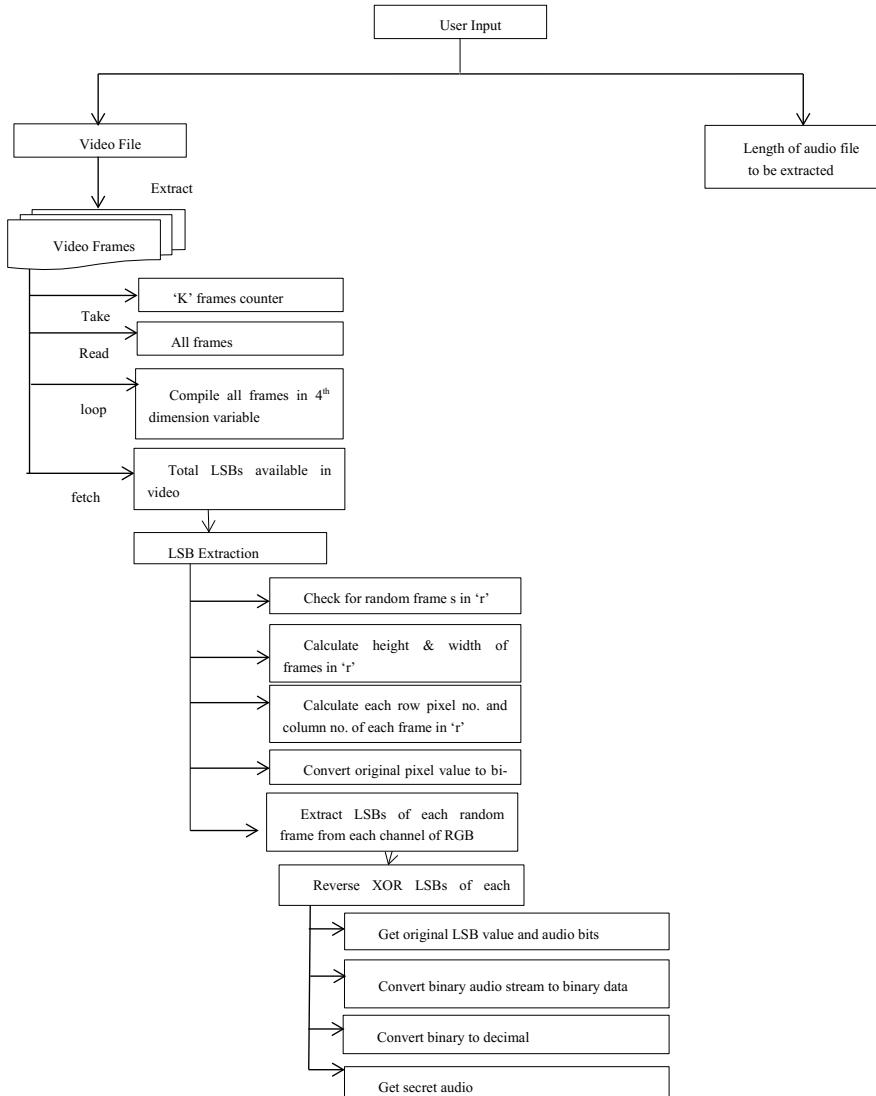 User Input
Video File
Length of audio file
to be extracted
Extract
Video Frames
‘K’ frames counter
Take
All frames
Read
Compile all frames in 4th
dimension variable
loop
Total LSBs available in
video
fetch
LSB Extraction
Check for random frame s in ‘r’
Calculate height & width of
frames in ‘r’
Calculate each row pixel no. and
column no. of each frame in ‘r’
Convert original pixel value to bi-
Extract LSBs of each random
frame from each channel of RGB
Reverse XOR LSBs of each
Get original LSB value and audio bits
Convert binary audio stream to binary data
Convert binary to decimal
Get secret audio